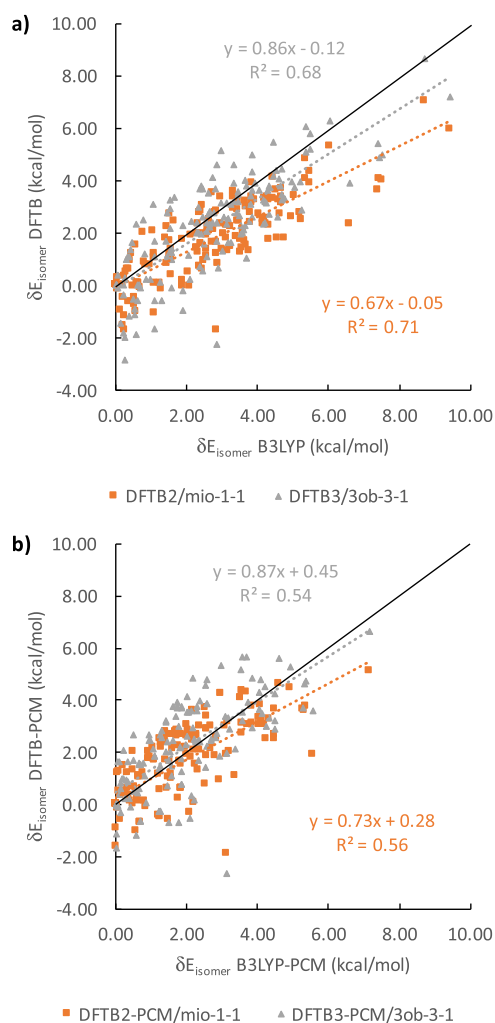 a)
10.00
8.00
6.00
4.00
2.00
0.00
-2.00
-4.00
δEisomer DFTB (kcal/mol)
y = 0.86x - 0.12
R² = 0.68
y = 0.67x - 0.05
R² = 0.71
0.00 2.00 4.00 6.00 8.00 10.00
δEisomer B3LYP (kcal/mol)
DFTB2/mio-1-1 DFTB3/3ob-3-1
b)
10.00
8.00
6.00
4.00
2.00
0.00
-2.00
-4.00
δEisomer DFTB-PCM (kcal/mol)
y = 0.87x + 0.45
R² = 0.54
y = 0.73x + 0.28
R² = 0.56
0.00 2.00 4.00 6.00 8.00 10.00
δEisomer B3LYP-PCM (kcal/mol)
DFTB2-PCM/mio-1-1 DFTB3-PCM/3ob-3-1